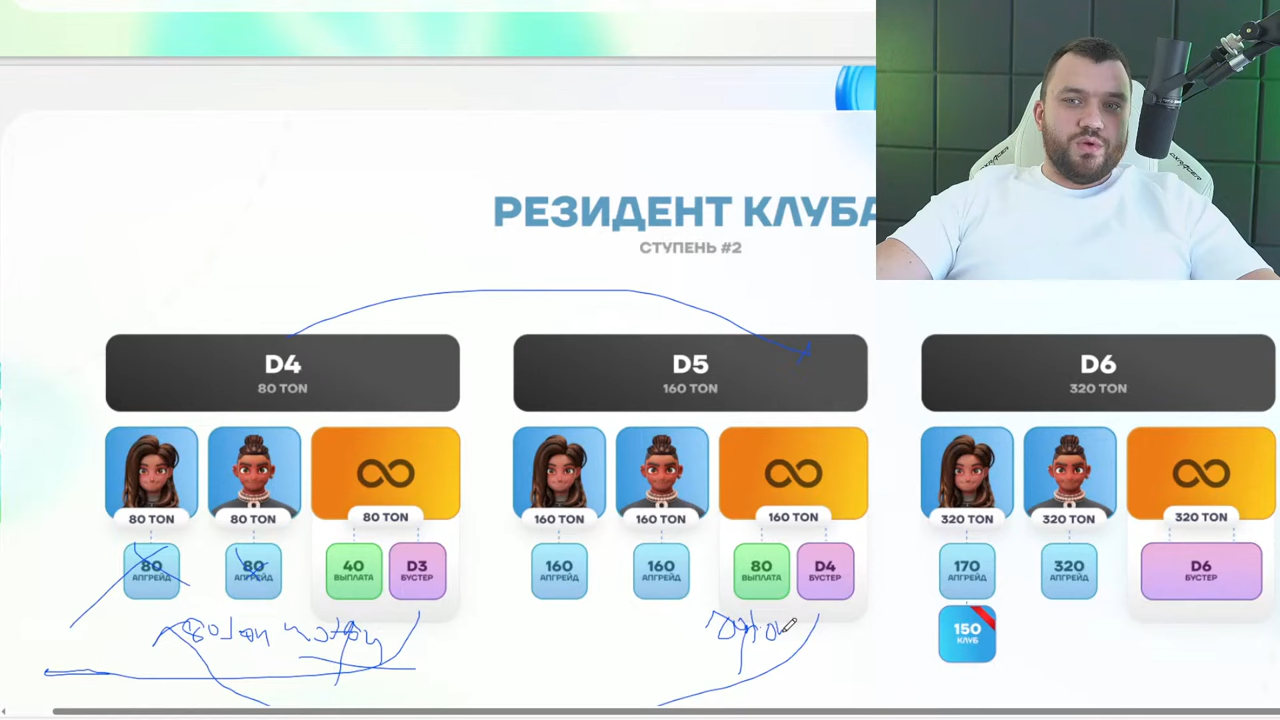 РЕЗИДЕНТ КЛУБА
СТУПЕНЬ #2
D4
80 TON
D5
160 TON
D6
320 TON
80 TON
80 TON
80 TON
160 TON
160 TON
160 TON
320 TON
320 TON
320 TON
80
АПГРЕЙД
80
АПГРЕЙД
40
ВЫПЛАТА
D3
БУСТЕР
160
АПГРЕЙД
160
АПГРЕЙД
80
ВЫПЛАТА
D4
БУСТЕР
170
АПГРЕЙД
320
АПГРЕЙД
D6
БУСТЕР
150
КЛУБ